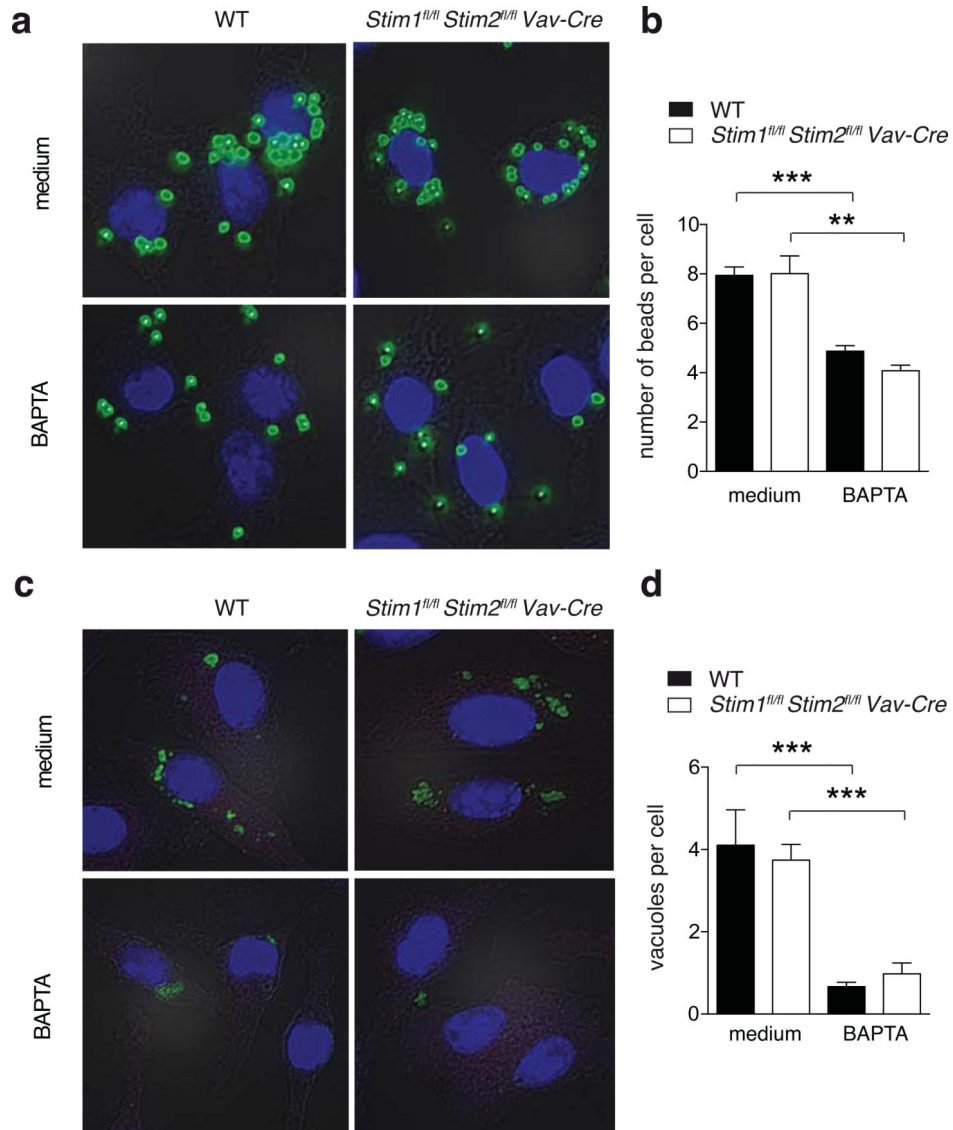 a
WT
Stim1fl/fl Stim2fl/fl Vav-Cre
medium
BAPTA
b
WT
Stim1fl/fl Stim2fl/fl Vav-Cre
***
**
number of beads per cell
10
8
6
4
2
0
medium
BAPTA
c
WT
Stim1fl/fl Stim2fl/fl Vav-Cre
medium
BAPTA
d
WT
Stim1fl/fl Stim2fl/fl Vav-Cre
***
***
vacuoles per cell
6
4
2
0
medium
BAPTA